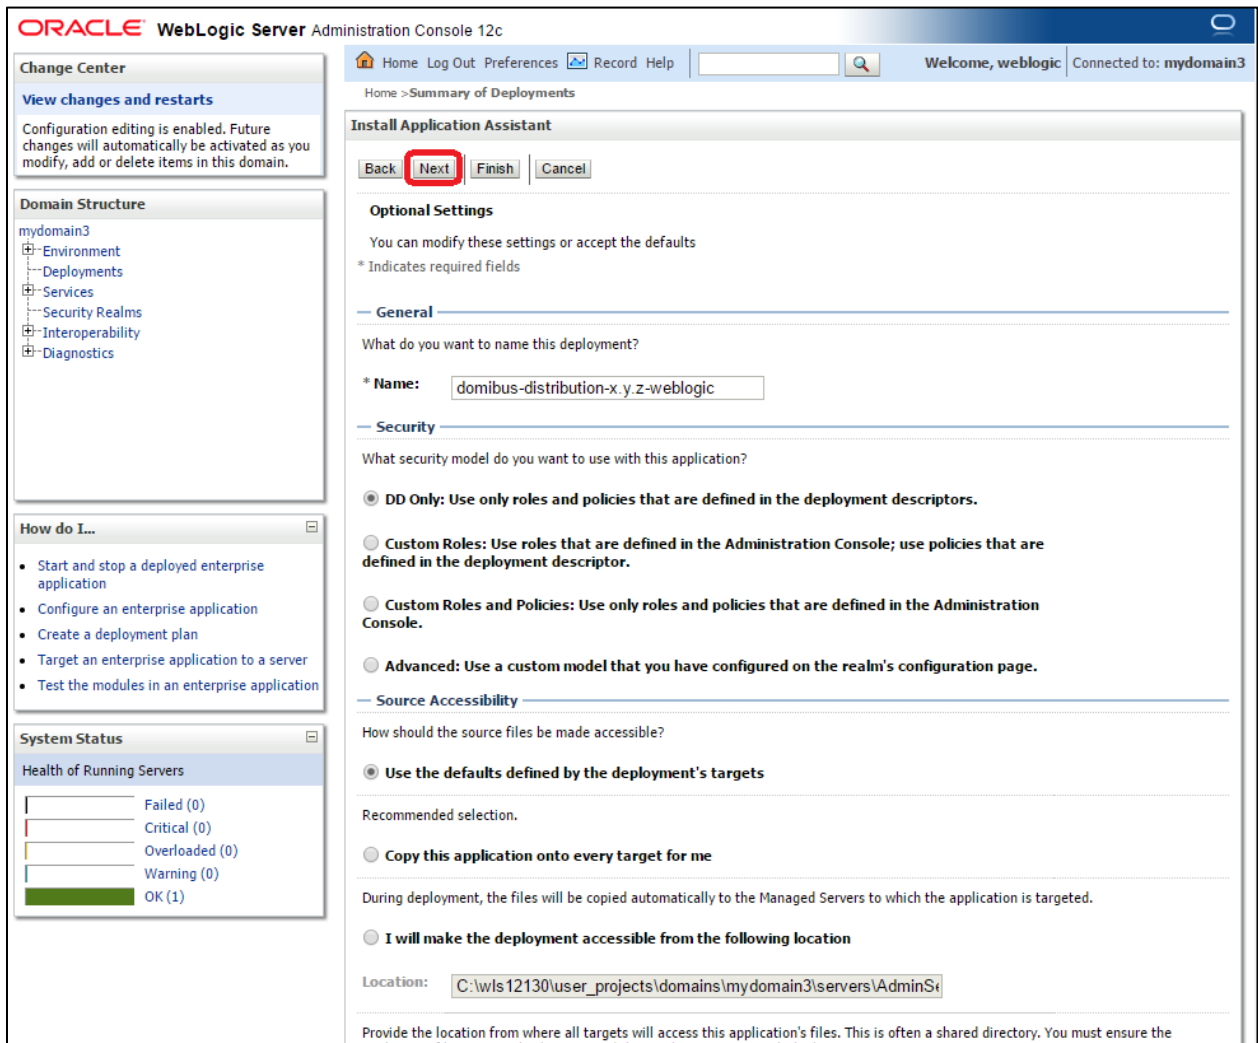 ORACLE WebLogic Server Administration Console 12c
Change Center
View changes and restarts
Configuration editing is enabled. Future
changes will automatically be activated as you
modify, add or delete items in this domain.
Domain Structure
mydomain3
Environment
Deployments
Services
Security Realms
Interoperability
Diagnostics
How do I...
Start and stop a deployed enterprise
application
Configure an enterprise application
Create a deployment plan
Target an enterprise application to a server
Test the modules in an enterprise application
System Status
Health of Running Servers
Failed (0)
Critical (0)
Overloaded (0)
Warning (0)
OK (1)
Home Log Out Preferences Record Help
Welcome, weblogic Connected to: mydomain3
Home >Summary of Deployments
Install Application Assistant
Back Next Finish Cancel
Optional Settings
You can modify these settings or accept the defaults
* Indicates required fields
General
What do you want to name this deployment?
* Name: domibus-distribution-x.y.z-weblogic
Security
What security model do you want to use with this application?
DD Only: Use only roles and policies that are defined in the deployment descriptors.
Custom Roles: Use roles that are defined in the Administration Console; use policies that are
defined in the deployment descriptor.
Custom Roles and Policies: Use only roles and policies that are defined in the Administration
Console.
Advanced: Use a custom model that you have configured on the realm's configuration page.
Source Accessibility
How should the source files be made accessible?
Use the defaults defined by the deployment's targets
Recommended selection.
Copy this application onto every target for me
During deployment, the files will be copied automatically to the Managed Servers to which the application is targeted.
I will make the deployment accessible from the following location
Location: C:\wls12130\user_projects\domains\mydomain3\servers\AdminSe
Provide the location from where all targets will access this application's files. This is often a shared directory. You must ensure the